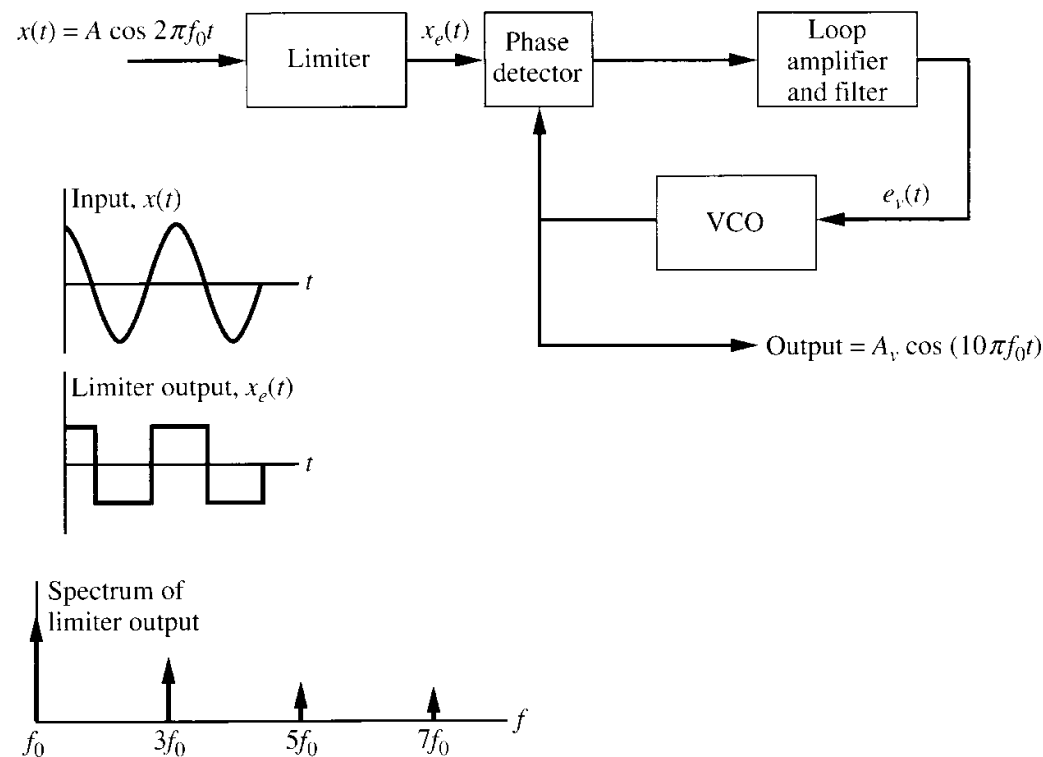 x(t) = A cos 2πf₀t
Limiter
xₑ(t)
Phase
detector
Loop
amplifier
and filter
Input, x(t)
t
VCO
eᵥ(t)
Output = Aᵥ cos (10πf₀t)
Limiter output, xₑ(t)
t
Spectrum of
limiter output
f
f₀ 3f₀ 5f₀ 7f₀